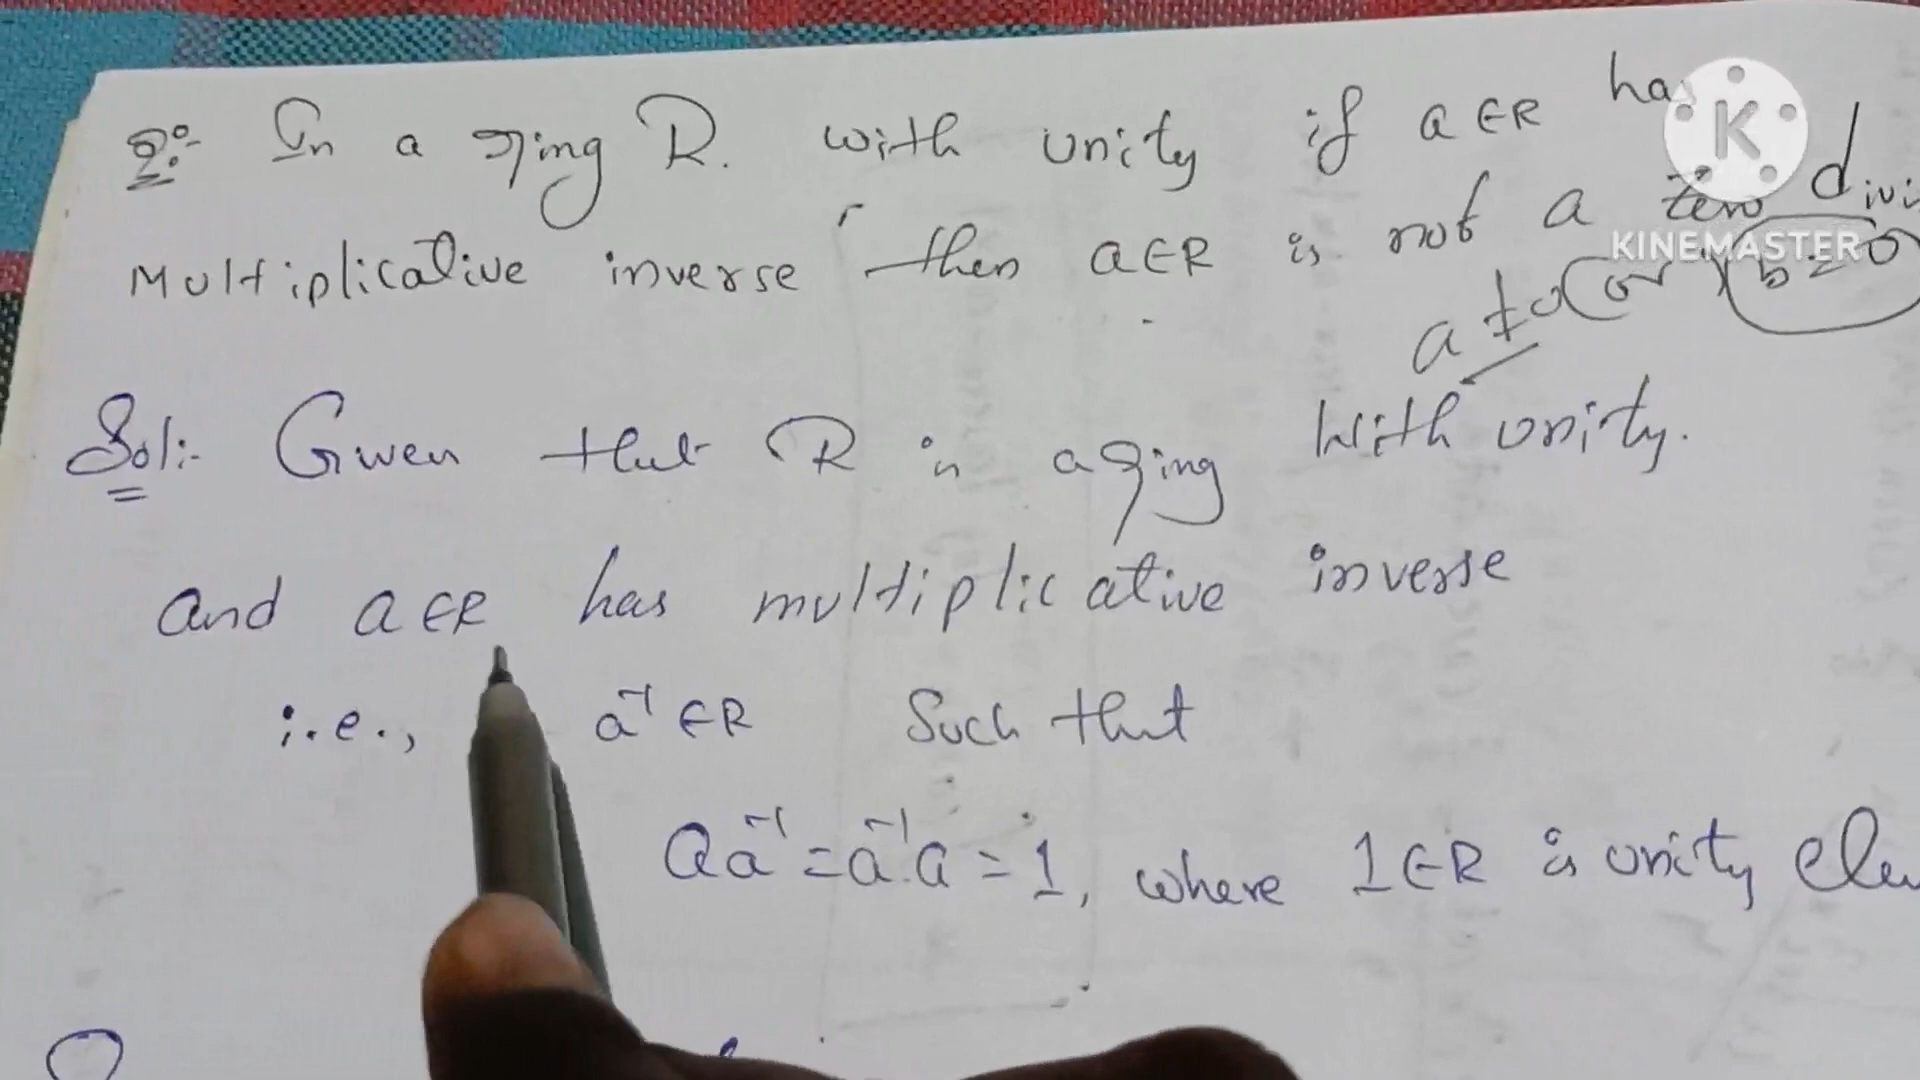 Q:- In a ring R. with unity if a∈R has
Multiplicative inverse then a∈R is not a zero divi
a ≠ 0 (or) b = 0
Sol:- Given that R is a ring with unity.
and a∈R has multiplicative inverse
i.e., a⁻¹∈R Such that
aa⁻¹ = a⁻¹.a = 1, where 1∈R is unity ele
K
KINEMASTER